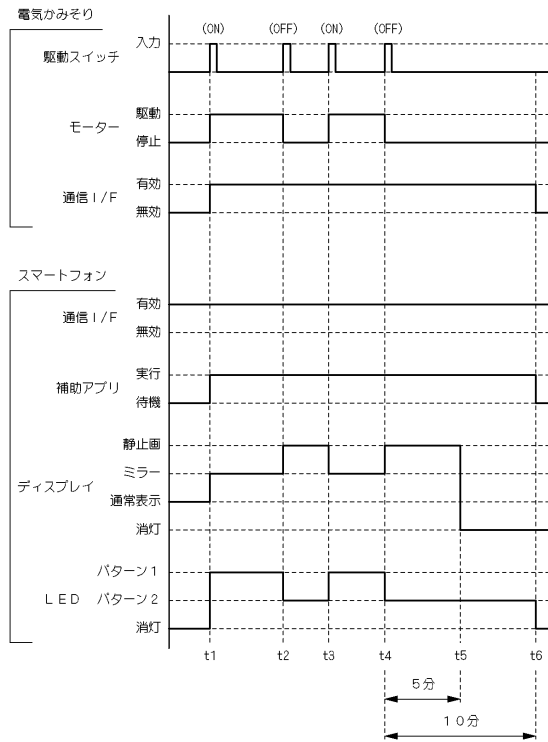 電気かみそり
(ON) (OFF) (ON) (OFF)
入力
駆動スイッチ
駆動
モーター
停止
有効
通信I/F
無効
スマートフォン
有効
通信I/F
無効
実行
補助アプリ
待機
静止画
ミラー
ディスプレイ
通常表示
消灯
パターン1
LED パターン2
消灯
t1 t2 t3 t4 t5 t6
5分
10分